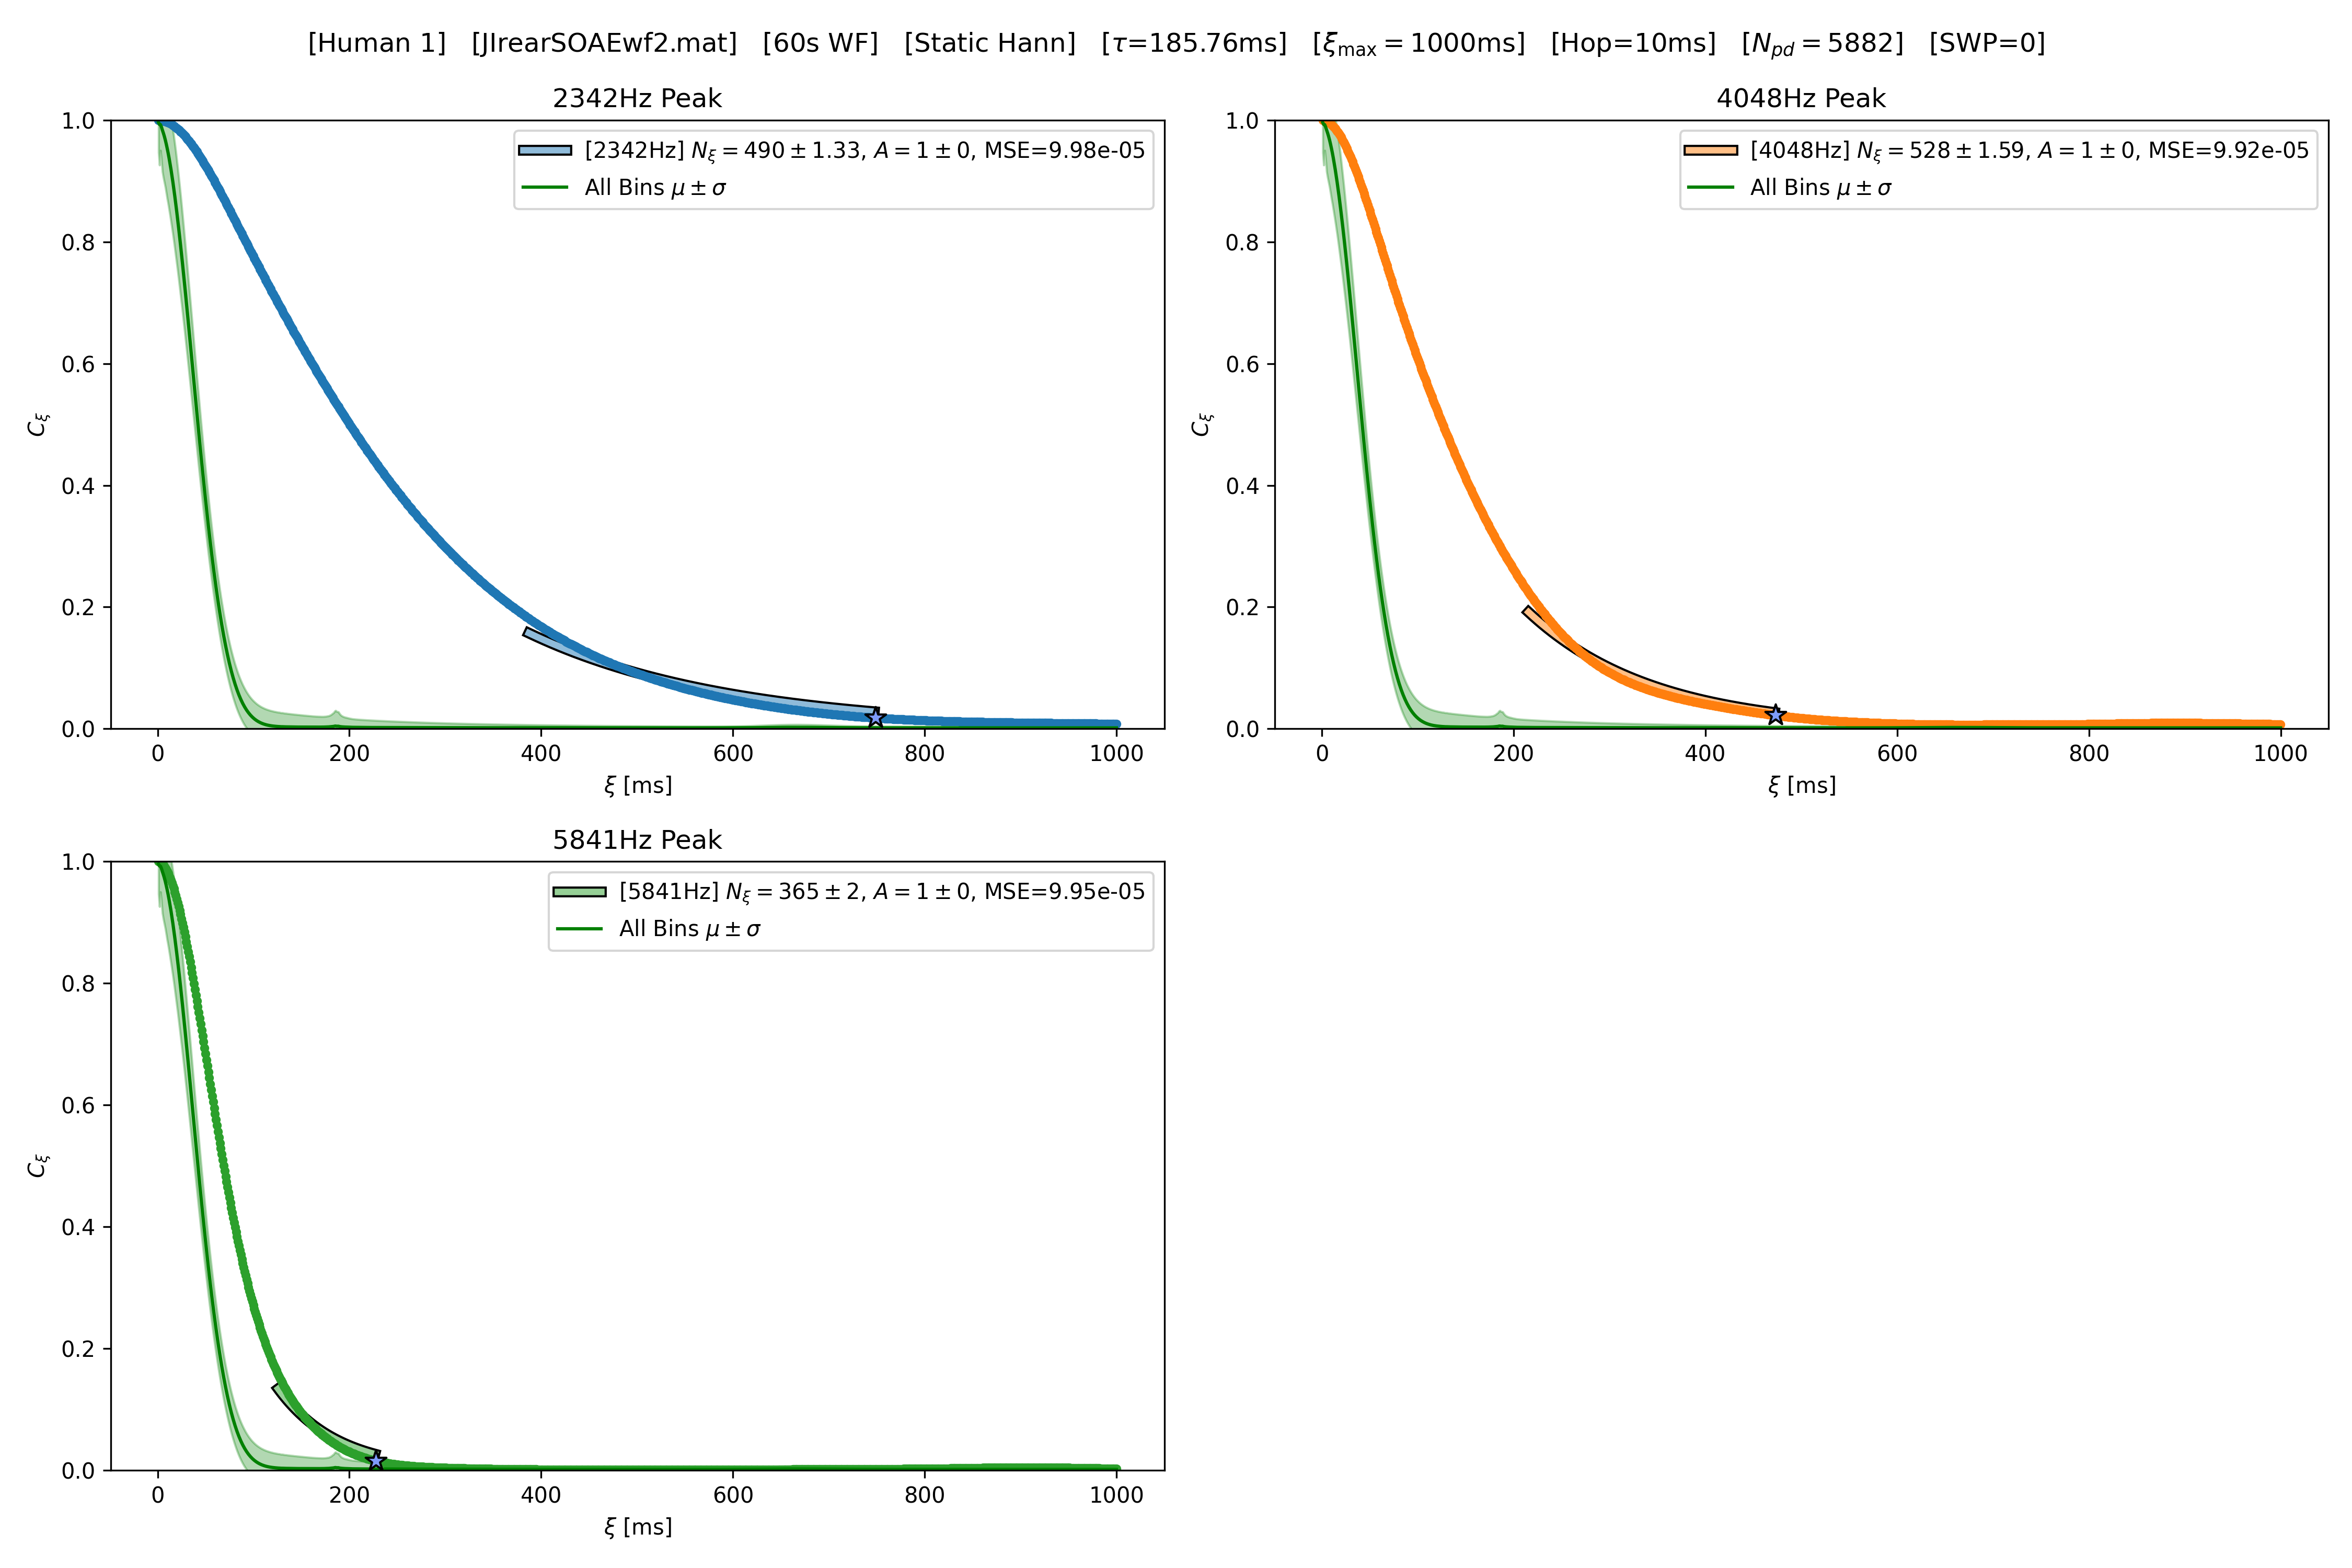 [Human 1] [JIrearSOAEwf2.mat] [60s WF] [Static Hann] [τ=185.76ms] [ξmax = 1000ms] [Hop=10ms] [Npd = 5882] [SWP=0]
2342Hz Peak
1.0
0.8
0.6
0.4
0.2
0.0
Cξ
[2342Hz] Nξ = 490 ± 1.33, A = 1 ± 0, MSE=9.98e-05
All Bins μ ± σ
0 200 400 600 800 1000
ξ [ms]
4048Hz Peak
1.0
0.8
0.6
0.4
0.2
0.0
Cξ
[4048Hz] Nξ = 528 ± 1.59, A = 1 ± 0, MSE=9.92e-05
All Bins μ ± σ
0 200 400 600 800 1000
ξ [ms]
5841Hz Peak
1.0
0.8
0.6
0.4
0.2
0.0
Cξ
[5841Hz] Nξ = 365 ± 2, A = 1 ± 0, MSE=9.95e-05
All Bins μ ± σ
0 200 400 600 800 1000
ξ [ms]